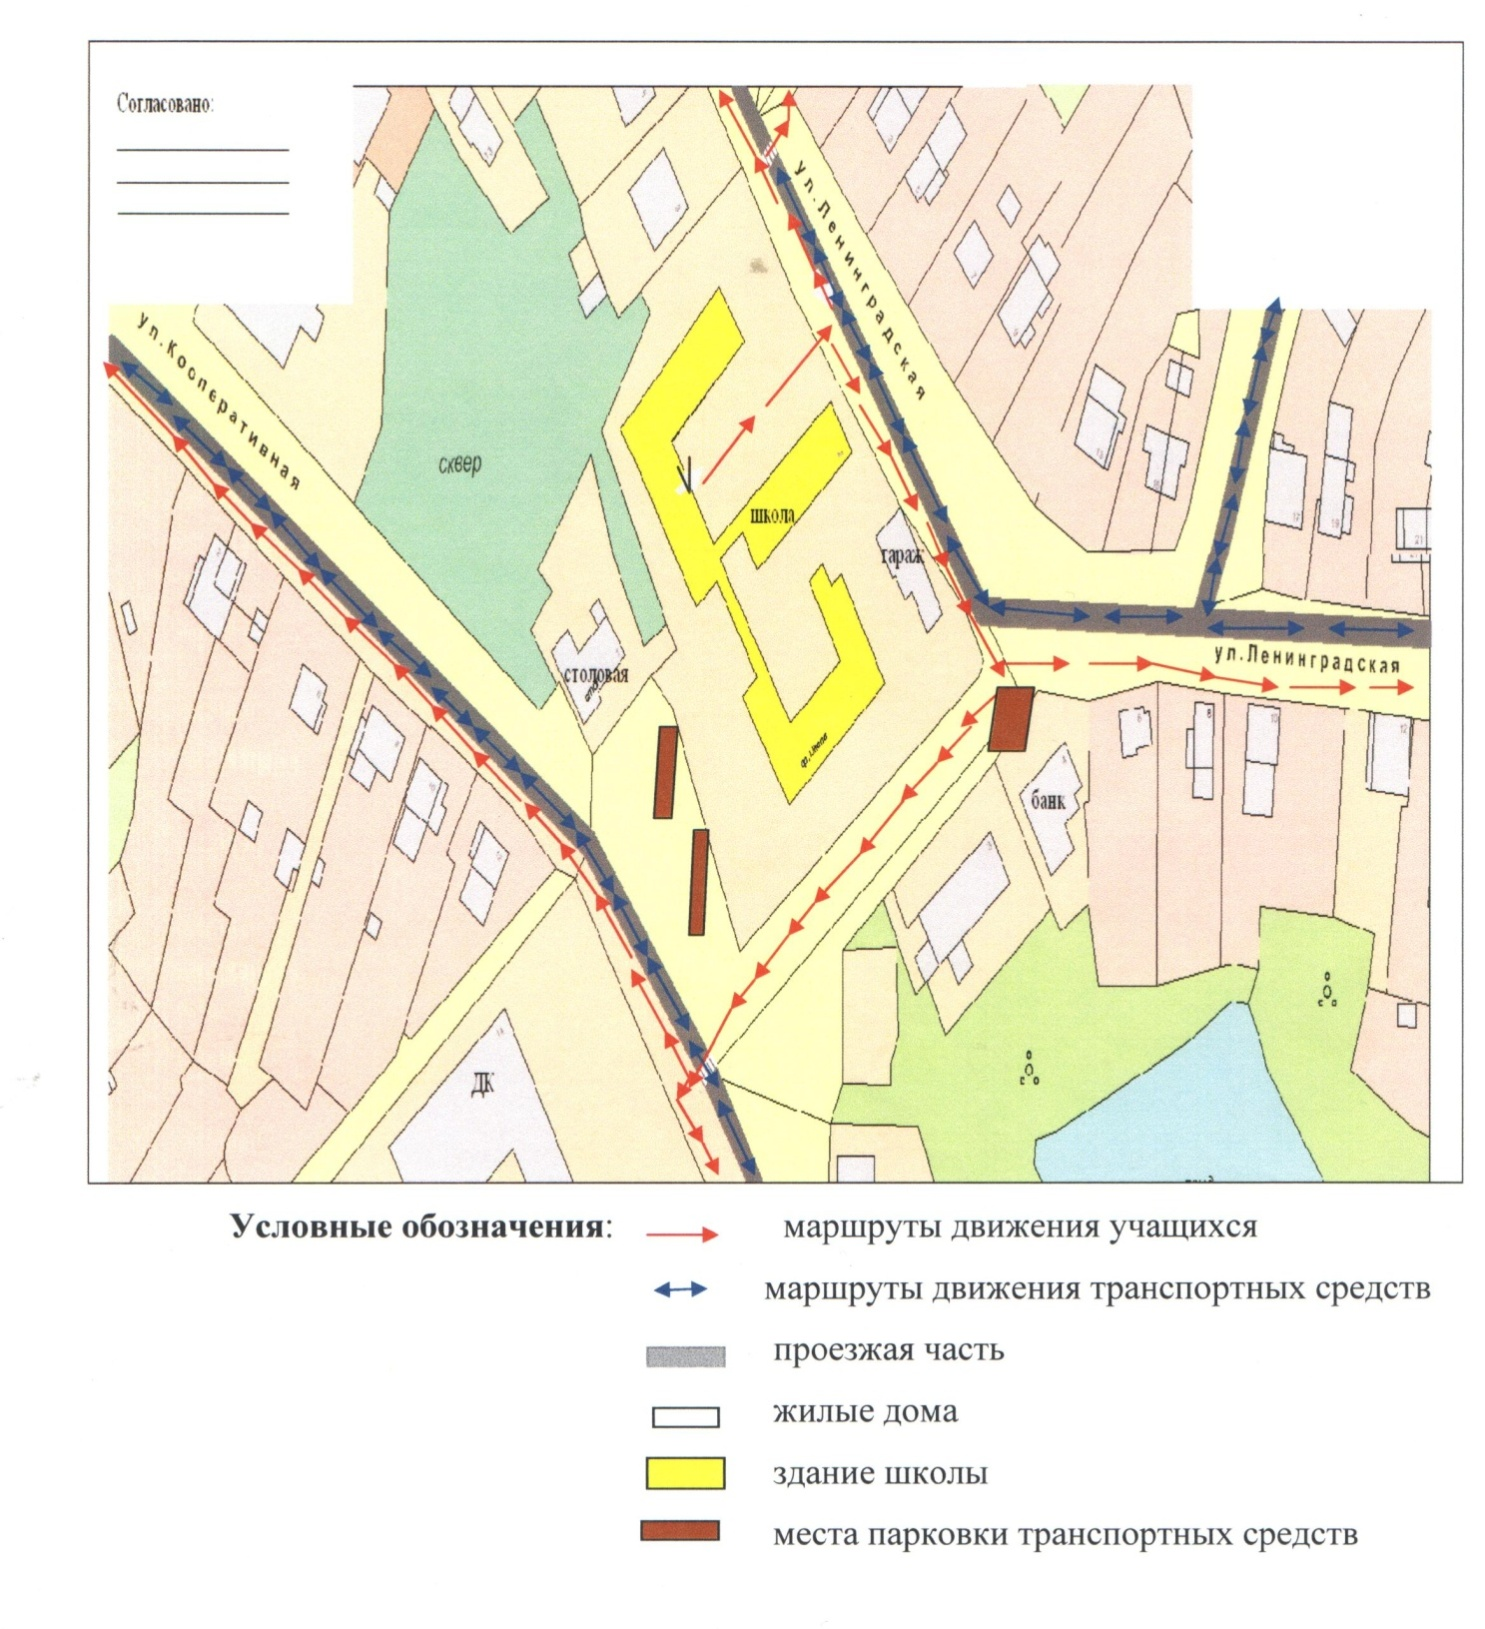 Согласовано:
ул.Ленинградская
ул.Кооперативная
сквер
школа
гараж
столовая
ул.Ленинградская
банк
ДК
Условные обозначения:
маршруты движения учащихся
маршруты движения транспортных средств
проезжая часть
жилые дома
здание школы
места парковки транспортных средств